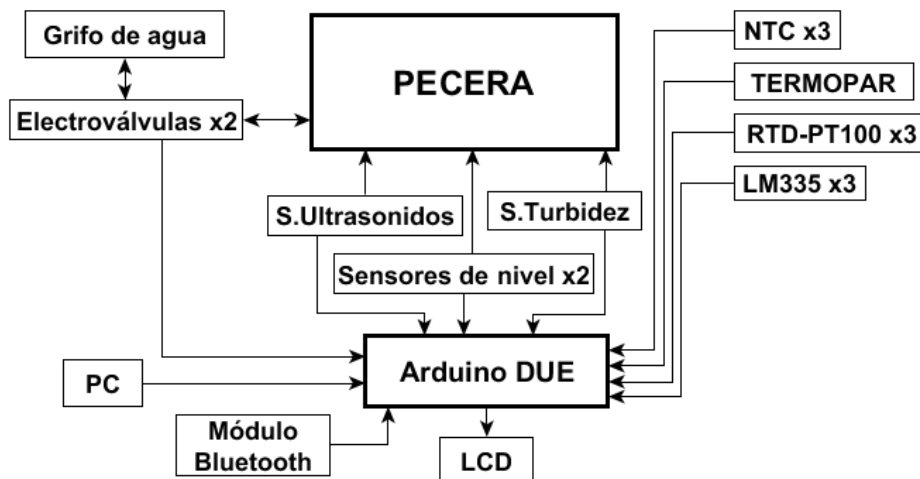 Grifo de agua
Electroválvulas x2
PECERA
NTC x3
TERMOPAR
RTD-PT100 x3
LM335 x3
S.Ultrasonidos
S.Turbidez
Sensores de nivel x2
Arduino DUE
PC
Módulo
Bluetooth
LCD